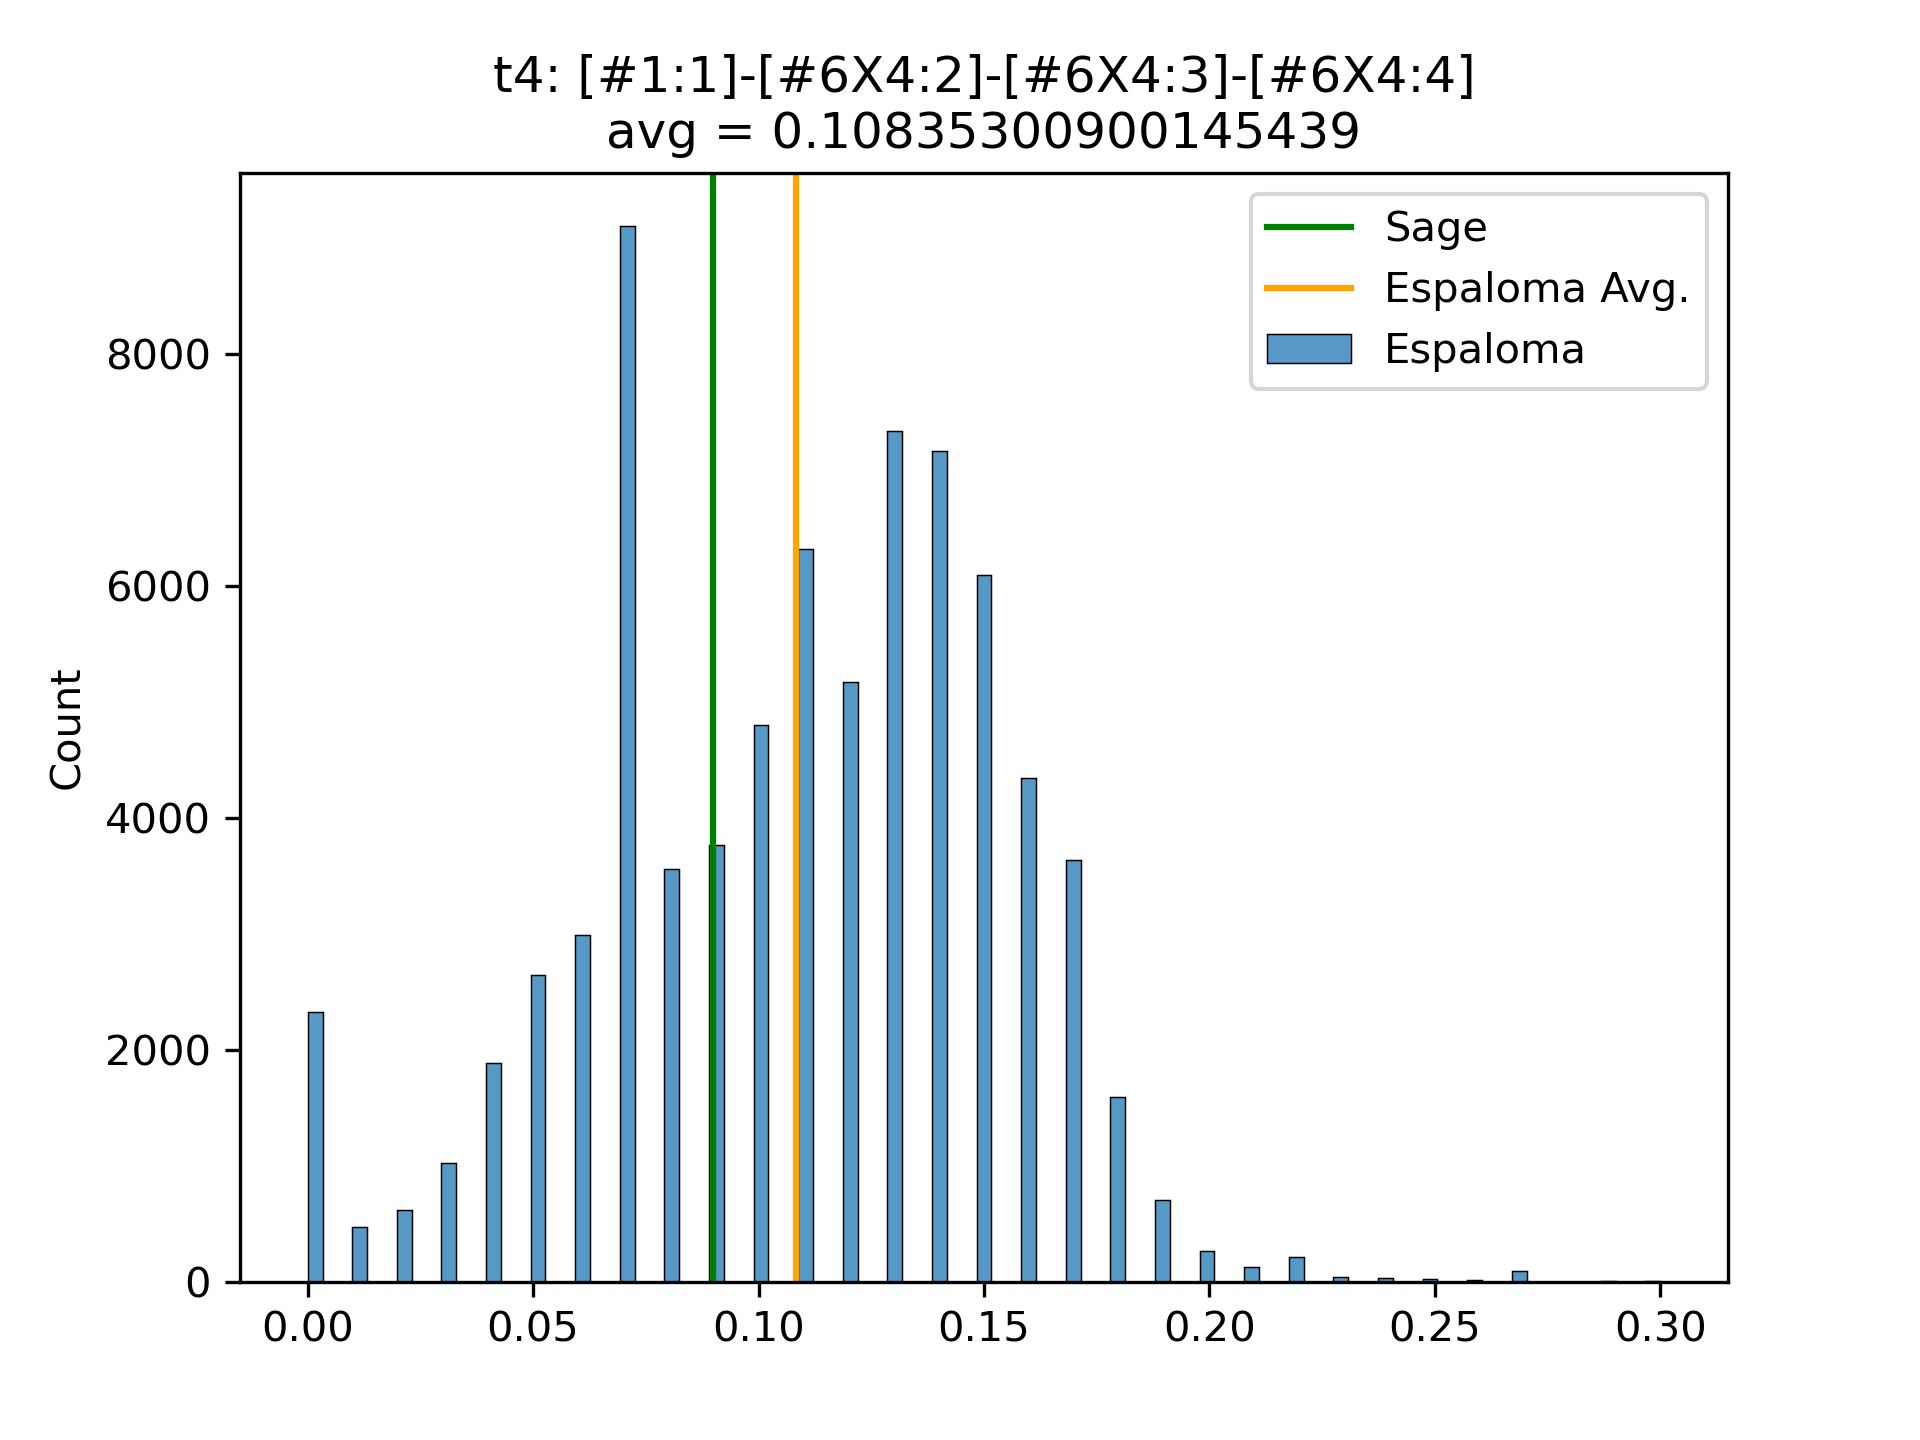 t4: [#1:1]-[#6X4:2]-[#6X4:3]-[#6X4:4]
avg = 0.10835300900145439
Sage
Espaloma Avg.
Espaloma
Count
8000
6000
4000
2000
0
0.00 0.05 0.10 0.15 0.20 0.25 0.30